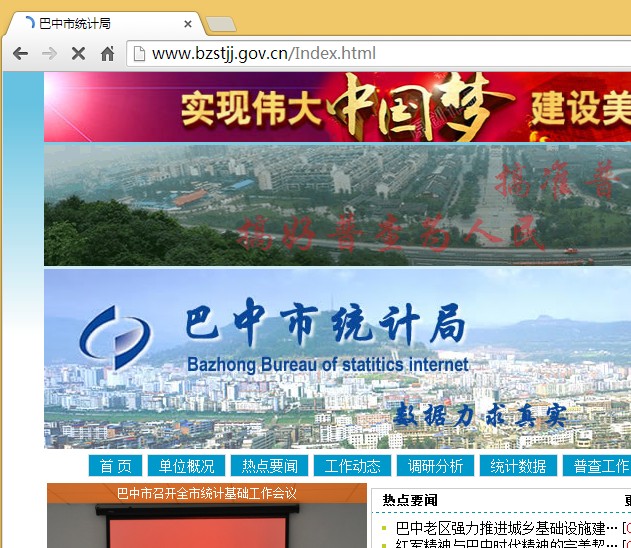 巴中市统计局
www.bzstjj.gov.cn/Index.html
实现伟大中国梦 建设美
搞准普
搞好普查为人民
巴中市统计局
Bazhong Bureau of statitics internet
数据力求真实
首 页 单位概况 热点要闻 工作动态 调研分析 统计数据 普查工作
巴中市召开全市统计基础工作会议
热点要闻
巴中老区强力推进城乡基础设施建…
红军精神与巴中时代精神的完美契…